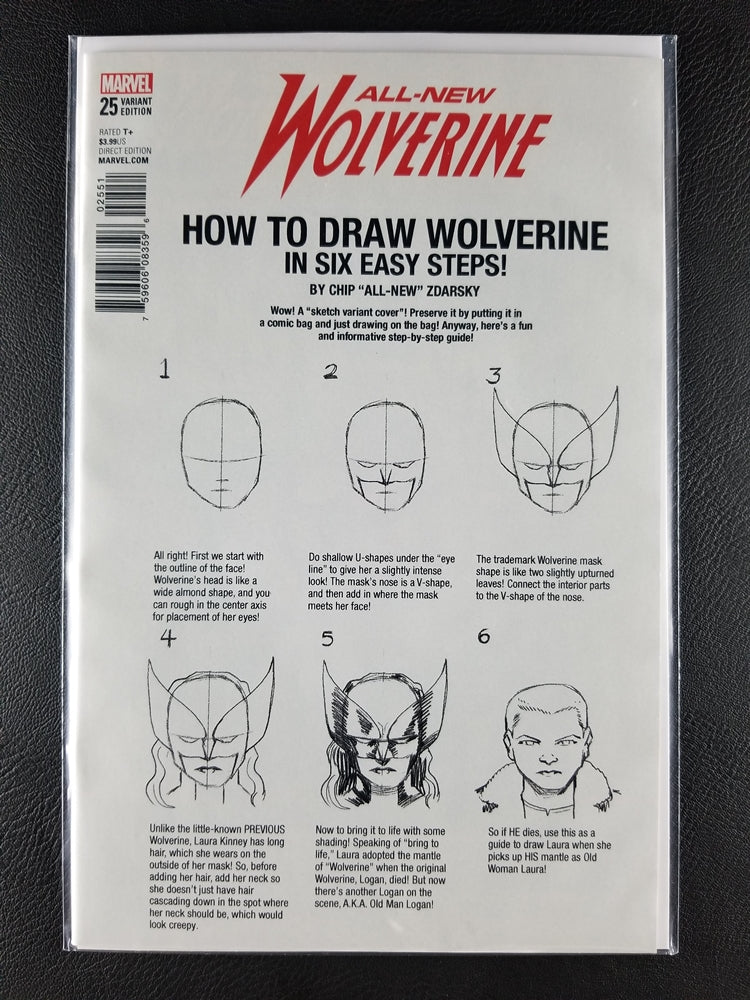 MARVEL
25 VARIANT
EDITION
RATED T+
$3.99US
DIRECT EDITION
MARVEL.COM
02551
7 59606 08359 6
ALL-NEW
WOLVERINE
HOW TO DRAW WOLVERINE
IN SIX EASY STEPS!
BY CHIP “ALL-NEW” ZDARSKY
Wow! A “sketch variant cover”! Preserve it by putting it in
a comic bag and just drawing on the bag! Anyway, here’s a fun
and informative step-by-step guide!
1
All right! First we start with
the outline of the face!
Wolverine’s head is like a
wide almond shape, and you
can rough in the center axis
for placement of her eyes!
2
Do shallow U-shapes under the “eye
line” to give her a slightly intense
look! The mask’s nose is a V-shape,
and then add in where the mask
meets her face!
3
The trademark Wolverine mask
shape is like two slightly upturned
leaves! Connect the interior parts
to the V-shape of the nose.
4
Unlike the little-known PREVIOUS
Wolverine, Laura Kinney has long
hair, which she wears on the
outside of her mask! So, before
adding her hair, add her neck so
she doesn’t just have hair
cascading down in the spot where
her neck should be, which would
look creepy.
5
Now to bring it to life with some
shading! Speaking of “bring to
life,” Laura adopted the mantle
of “Wolverine” when the original
Wolverine, Logan, died! But now
there’s another Logan on the
scene, A.K.A. Old Man Logan!
6
So if HE dies, use this as a
guide to draw Laura when she
picks up HIS mantle as Old
Woman Laura!